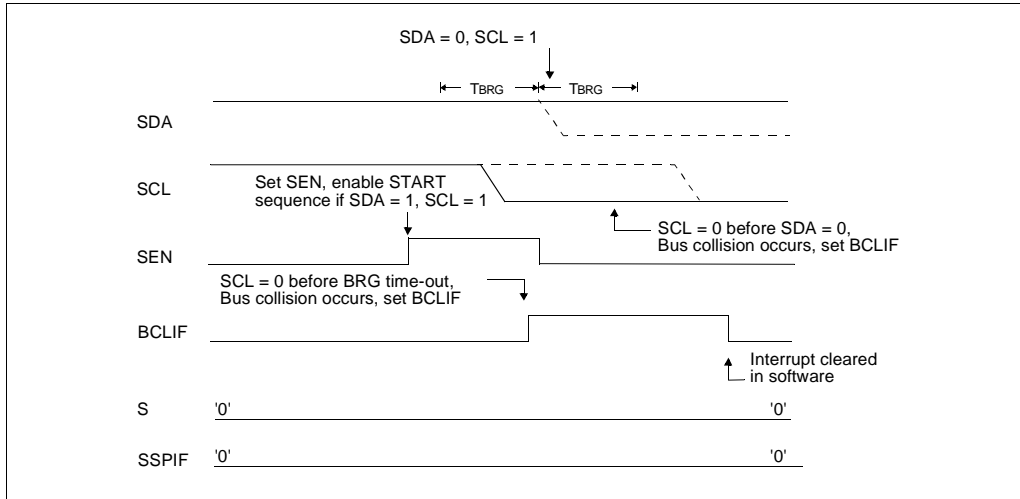 SDA = 0, SCL = 1
TBRG TBRG
SDA
SCL
Set SEN, enable START
sequence if SDA = 1, SCL = 1
SCL = 0 before SDA = 0,
Bus collision occurs, set BCLIF
SEN
SCL = 0 before BRG time-out,
Bus collision occurs, set BCLIF
BCLIF
Interrupt cleared
in software
S '0' '0'
SSPIF '0' '0'